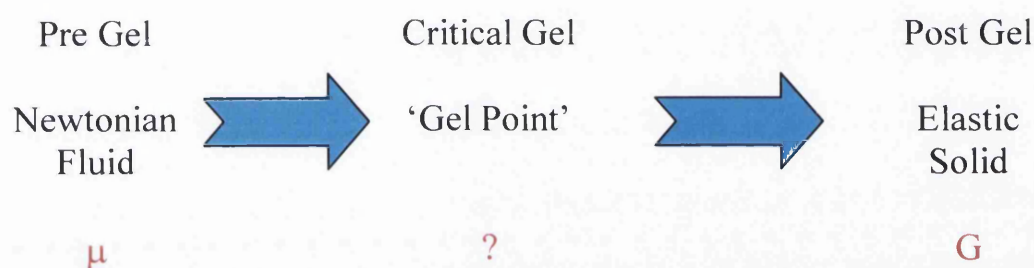 Pre Gel
Critical Gel
Post Gel
Newtonian
Fluid
‘Gel Point’
Elastic
Solid
μ
?
G